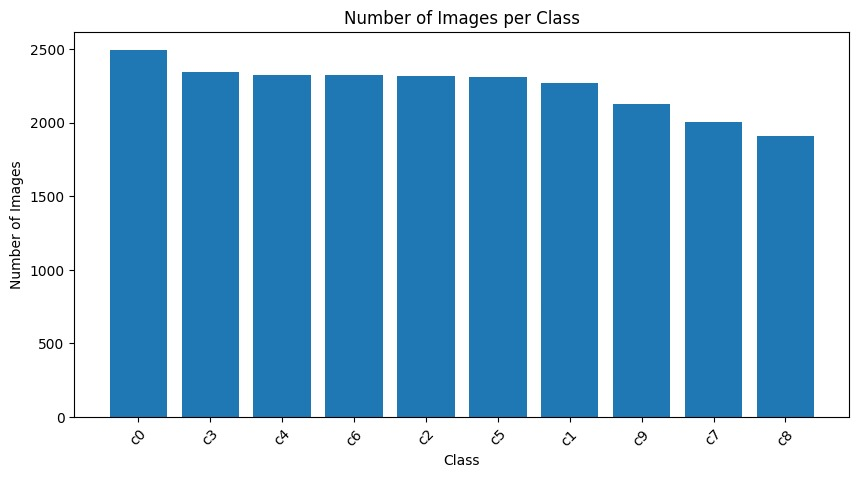 Number of Images per Class
Number of Images
2500
2000
1500
1000
500
0
c0 c3 c4 c6 c2 c5 c1 c9 c7 c8
Class